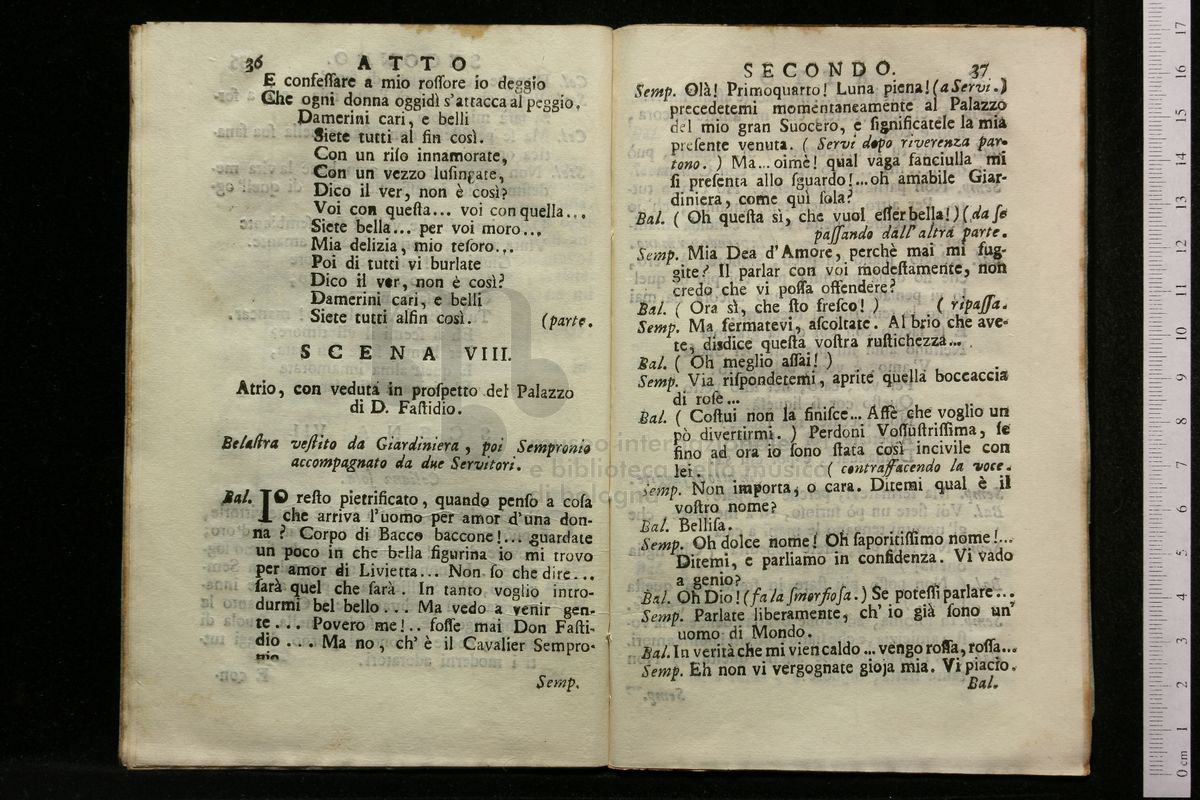 36 ATTO
E confeſſare a mio roſſore io deggio
Che ogni donna oggidì s'attacca al peggio.
Damerini cari, e belli
Siete tutti al fin così.
Con un riſo innamorate,
Con un vezzo luſingate,
Dico il ver, non è così?
Voi con queſta... voi con quella...
Siete bella... per voi moro...
Mia delizia, mio teſoro...
Poi di tutti vi burlate
Dico il ver, non è così?
Damerini cari, e belli
Siete tutti alfin così. (parte.
SCENA VIII.
Atrio, con veduta in proſpetto del Palazzo
di D. Faſtidio.
Belaſtra veſtito da Giardiniera, poi Sempronio
accompagnato da due Servitori.
Bal. IO reſto pietrificato, quando penſo a coſa
che arriva l'uomo per amor d'una don-
na? Corpo di Bacco baccone!... guardate
un poco in che bella figurina io mi trovo
per amor di Livietta... Non ſo che dire...
ſarà quel che ſarà. In tanto voglio intro-
durmi bel bello... Ma vedo a venir gen-
te... Povero me!.. foſſe mai Don Faſti-
dio... Ma no, ch'è il Cavalier Sempro-
nio
Semp.
SECONDO. 37
Semp. Olà! Primoquarto! Luna piena! (a Servi.)
precedetemi momentaneamente al Palazzo
del mio gran Suocero, e ſignificatele la mia
preſente venuta. (Servi dopo riverenza par-
tono.) Ma... oimè! qual vaga fanciulla mi
ſi preſenta allo ſguardo!... oh amabile Giar-
diniera, come quì ſola?
Bal. (Oh queſta sì, che vuol eſſer bella!) (da ſe
paſſando dall' altra parte.
Semp. Mia Dea d'Amore, perchè mai mi fug-
gite? Il parlar con voi modeſtamente, non
credo che vi poſſa offendere?
Bal. (Ora sì, che ſto freſco!) (ripaſſa.
Semp. Ma fermatevi, aſcoltate. Al brio che ave-
te, disdice queſta voſtra ruſtichezza...
Bal. (Oh meglio aſſai!)
Semp. Via riſpondetemi, aprite quella boccaccia
di roſe...
Bal. (Coſtui non la finiſce... Affè che voglio un
pò divertirmi.) Perdoni Voſſuſtriſſima, ſe
fino ad ora io ſono ſtata così incivile con
lei. (contraffacendo la voce.
Semp. Non importa, o cara. Ditemi qual è il
voſtro nome?
Bal. Belliſa.
Semp. Oh dolce nome! Oh ſaporitiſſimo nome!...
Ditemi, e parliamo in confidenza. Vi vado
a genio?
Bal. Oh Dio! (fa la ſmorfioſa.) Se poteſſi parlare...
Semp. Parlate liberamente, ch'io già ſono un'
uomo di Mondo.
Bal. In verità che mi vien caldo... vengo roſſa, roſſa...
Semp. Eh non vi vergognate gioja mia. Vi piacio.
Bal.